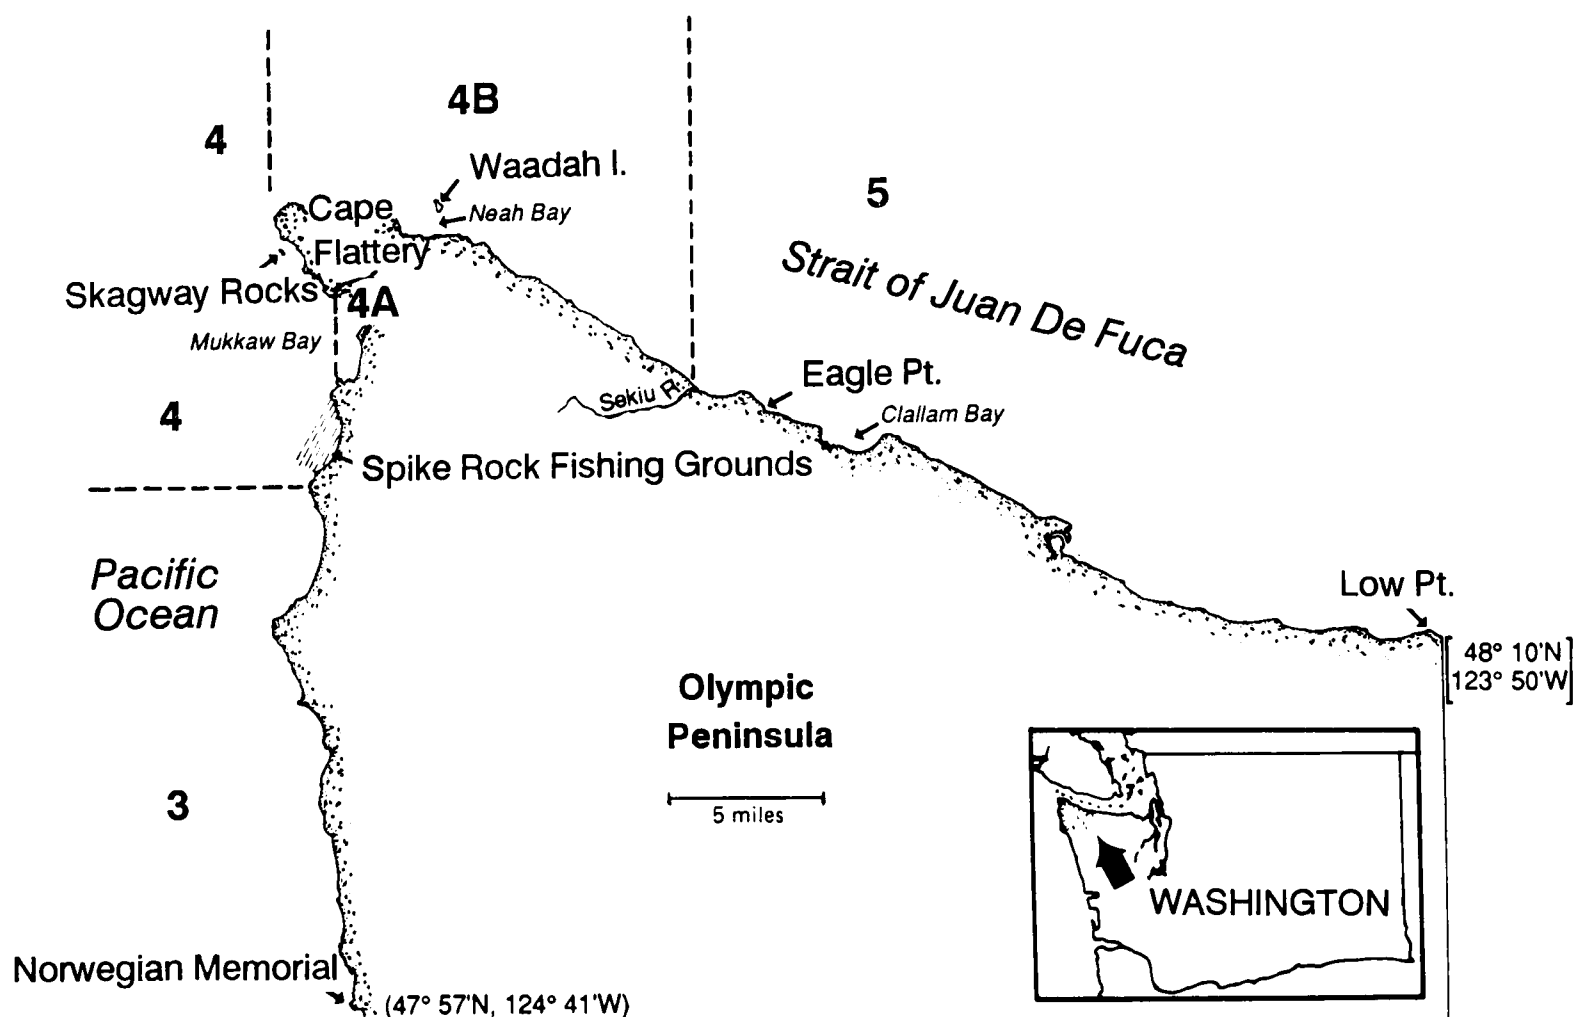 4B
4
Waadah I.
5
Cape
Neah Bay
Flattery
Strait of Juan De Fuca
Skagway Rocks
4A
Mukkaw Bay
Eagle Pt.
Sekiu R.
Clallam Bay
4
Spike Rock Fishing Grounds
Pacific
Ocean
Low Pt.
48° 10'N
123° 50'W
Olympic
Peninsula
5 miles
3
WASHINGTON
Norwegian Memorial
(47° 57'N, 124° 41'W)